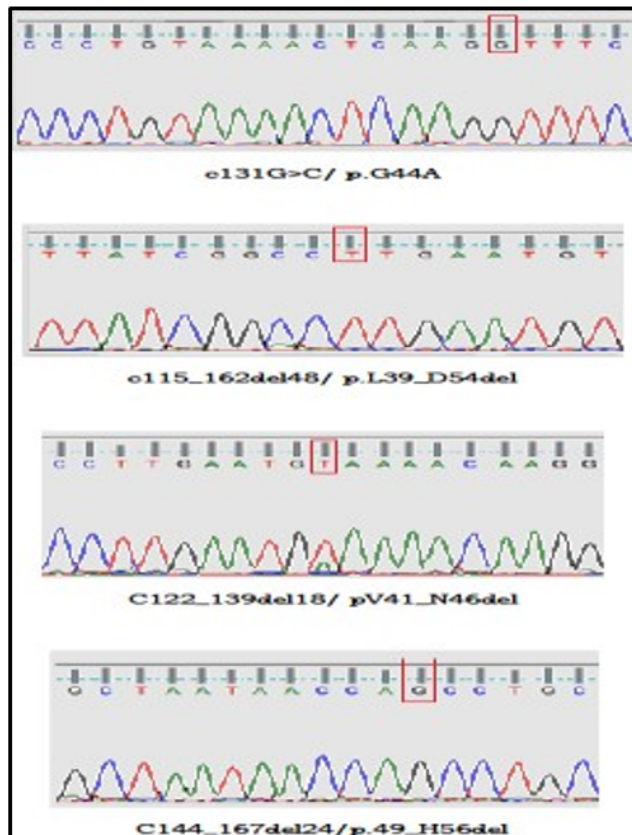 C C C T G T A A A A C T C A A G G T T T C
c131G>C/ p.G44A
T T A T C G G C C T T G A A T G T
c115_162del48/ p.L39_D54del
C C T T G A A T G T A A A A C A A G G
C122_139del18/ pV41_N46del
G C T A A T A A C C A G C C T G C
C144_167del24/p.49_H56del